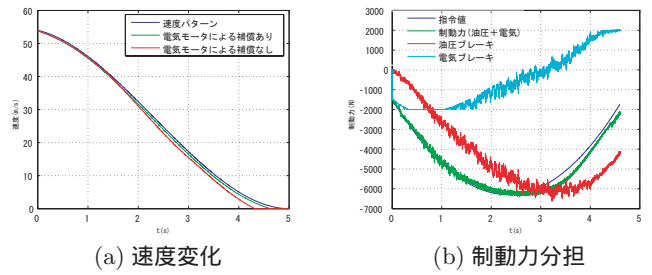 速度パターン
電気モータによる補償あり
電気モータによる補償なし
60
50
40
30
20
10
0
速度(m/s)
0 1 2 3 4 5
t(s)
(a) 速度変化
指令値
制動力(油圧＋電気)
油圧ブレーキ
電気ブレーキ
3000
2000
1000
0
-1000
-2000
-3000
-4000
-5000
-6000
-7000
制動力(N)
0 1 2 3 4 5
t(s)
(b) 制動力分担